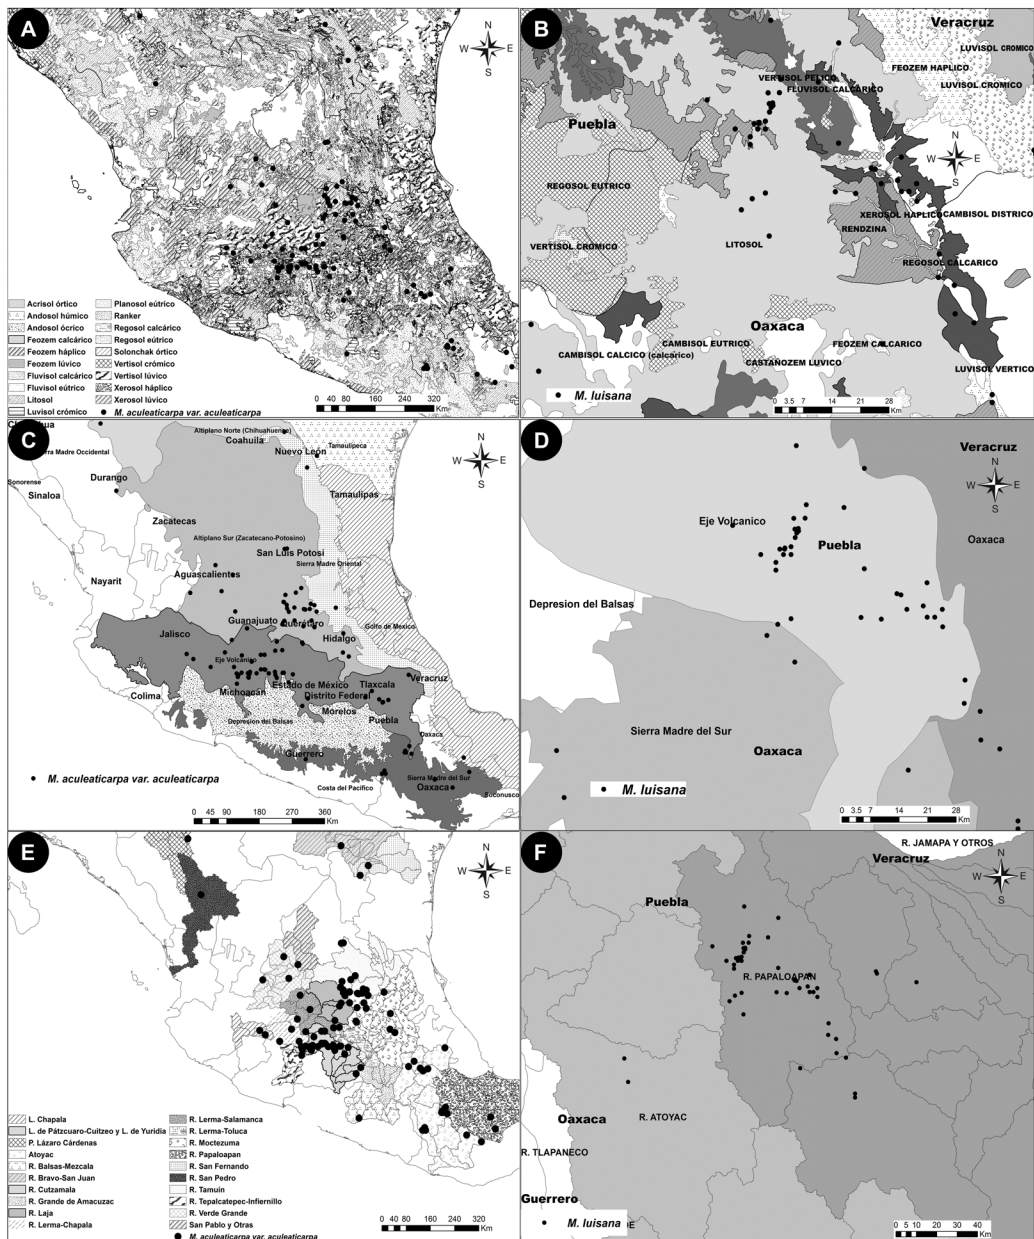 A
N
W E
S
Acrisol órtico
Andosol húmico
Andosol ócrico
Feozem calcárico
Feozem háplico
Feozem lúvico
Fluvisol calcárico
Fluvisol eútrico
Litosol
Luvisol crómico
Planosol eútrico
Ranker
Regosol calcárico
Regosol eútrico
Solonchak órtico
Vertisol crómico
Vertisol lúvico
Xerosol háplico
Xerosol lúvico
M. aculeaticarpa var. aculeaticarpa
0 40 80 160 240 320
Km
B
Veracruz
LUVISOL CROMICO
FEOZEM HAPLICO
LUVISOL CROMICO
VERTISOL PELICO
FLUVISOL CALCARICO
Puebla
N
W E
S
REGOSOL EUTRICO
XEROSOL HAPLICO
CAMBISOL DISTRICO
RENDZINA
VERTISOL CROMICO
LITOSOL
REGOSOL CALCARICO
Oaxaca
CAMBISOL EUTRICO
FEOZEM CALCARICO
CAMBISOL CALCICO (calcárico)
CASTAÑOZEM LUVICO
LUVISOL VERTICO
M. luisana
0 3.5 7 14 21 28
Km
C
Altiplano Norte (Chihuahuense)
Coahuila
Tamaulipeca
Nuevo León
N
W E
S
Sierra Madre Occidental
Durango
Sonorense
Sinaloa
Tamaulipas
Zacatecas
Altiplano Sur (Zacatecano-Potosino)
San Luis Potosí
Sierra Madre Oriental
Nayarit
Aguascalientes
Guanajuato
Querétaro
Golfo de Mexico
Jalisco
Hidalgo
Eje Volcanico
Estado de México
Tlaxcala
Veracruz
Colima
Michoacán
Distrito Federal
Morelos
Puebla
Depresion del Balsas
Oaxaca
Guerrero
Sierra Madre del Sur
Oaxaca
Costa del Pacífico
Soconusco
M. aculeaticarpa var. aculeaticarpa
0 45 90 180 270 360
Km
D
Veracruz
N
W E
S
Eje Volcanico
Puebla
Oaxaca
Depresion del Balsas
Sierra Madre del Sur
Oaxaca
M. luisana
0 3.5 7 14 21 28
Km
E
N
W E
S
L. Chapala
L. de Pátzcuaro-Cuitzeo y L. de Yuridia
P. Lázaro Cárdenas
Atoyac
R. Balsas-Mezcala
R. Bravo-San Juan
R. Cutzamala
R. Grande de Amacuzac
R. Laja
R. Lerma-Chapala
R. Lerma-Salamanca
R. Lerma-Toluca
R. Moctezuma
R. Papaloapan
R. San Fernando
R. San Pedro
R. Tamuin
R. Tepalcatepec-Infiernillo
R. Verde Grande
San Pablo y Otras
M. aculeaticarpa var. aculeaticarpa
0 40 80 160 240 320
Km
F
R. JAMAPA Y OTROS
Veracruz
N
W E
S
Puebla
R. PAPALOAPAN
Oaxaca
R. ATOYAC
R. TLAPANECO
Guerrero
M. luisana
0 5 10 20 30 40
Km